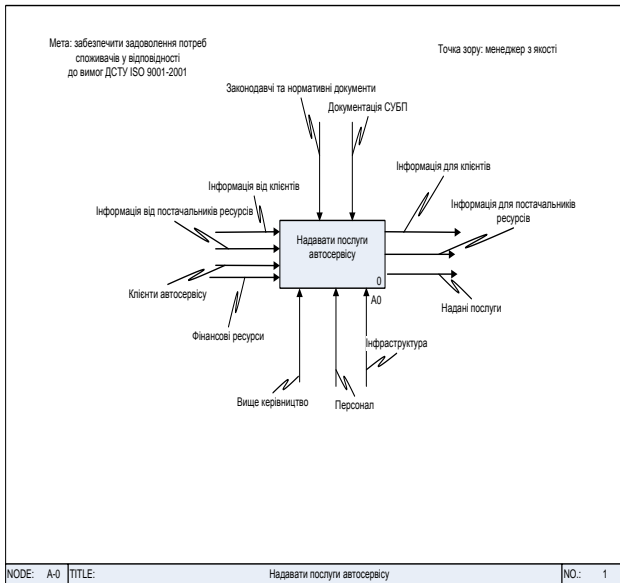 Мета: забезпечити задоволення потреб
споживачів у відповідності
до вимог ДСТУ ISO 9001-2001
Точка зору: менеджер з якості
Законодавчі та нормативні документи
Документація СУБП
Інформація для клієнтів
Інформація від клієнтів
Інформація для постачальників
ресурсів
Інформація від постачальників ресурсів
Надавати послуги
автосервісу
0
A0
Клієнти автосервісу
Надані послуги
Фінансові ресурси
Інфраструктура
Вище керівництво
Персонал
NODE: A-0 TITLE: Надавати послуги автосервісу NO.: 1